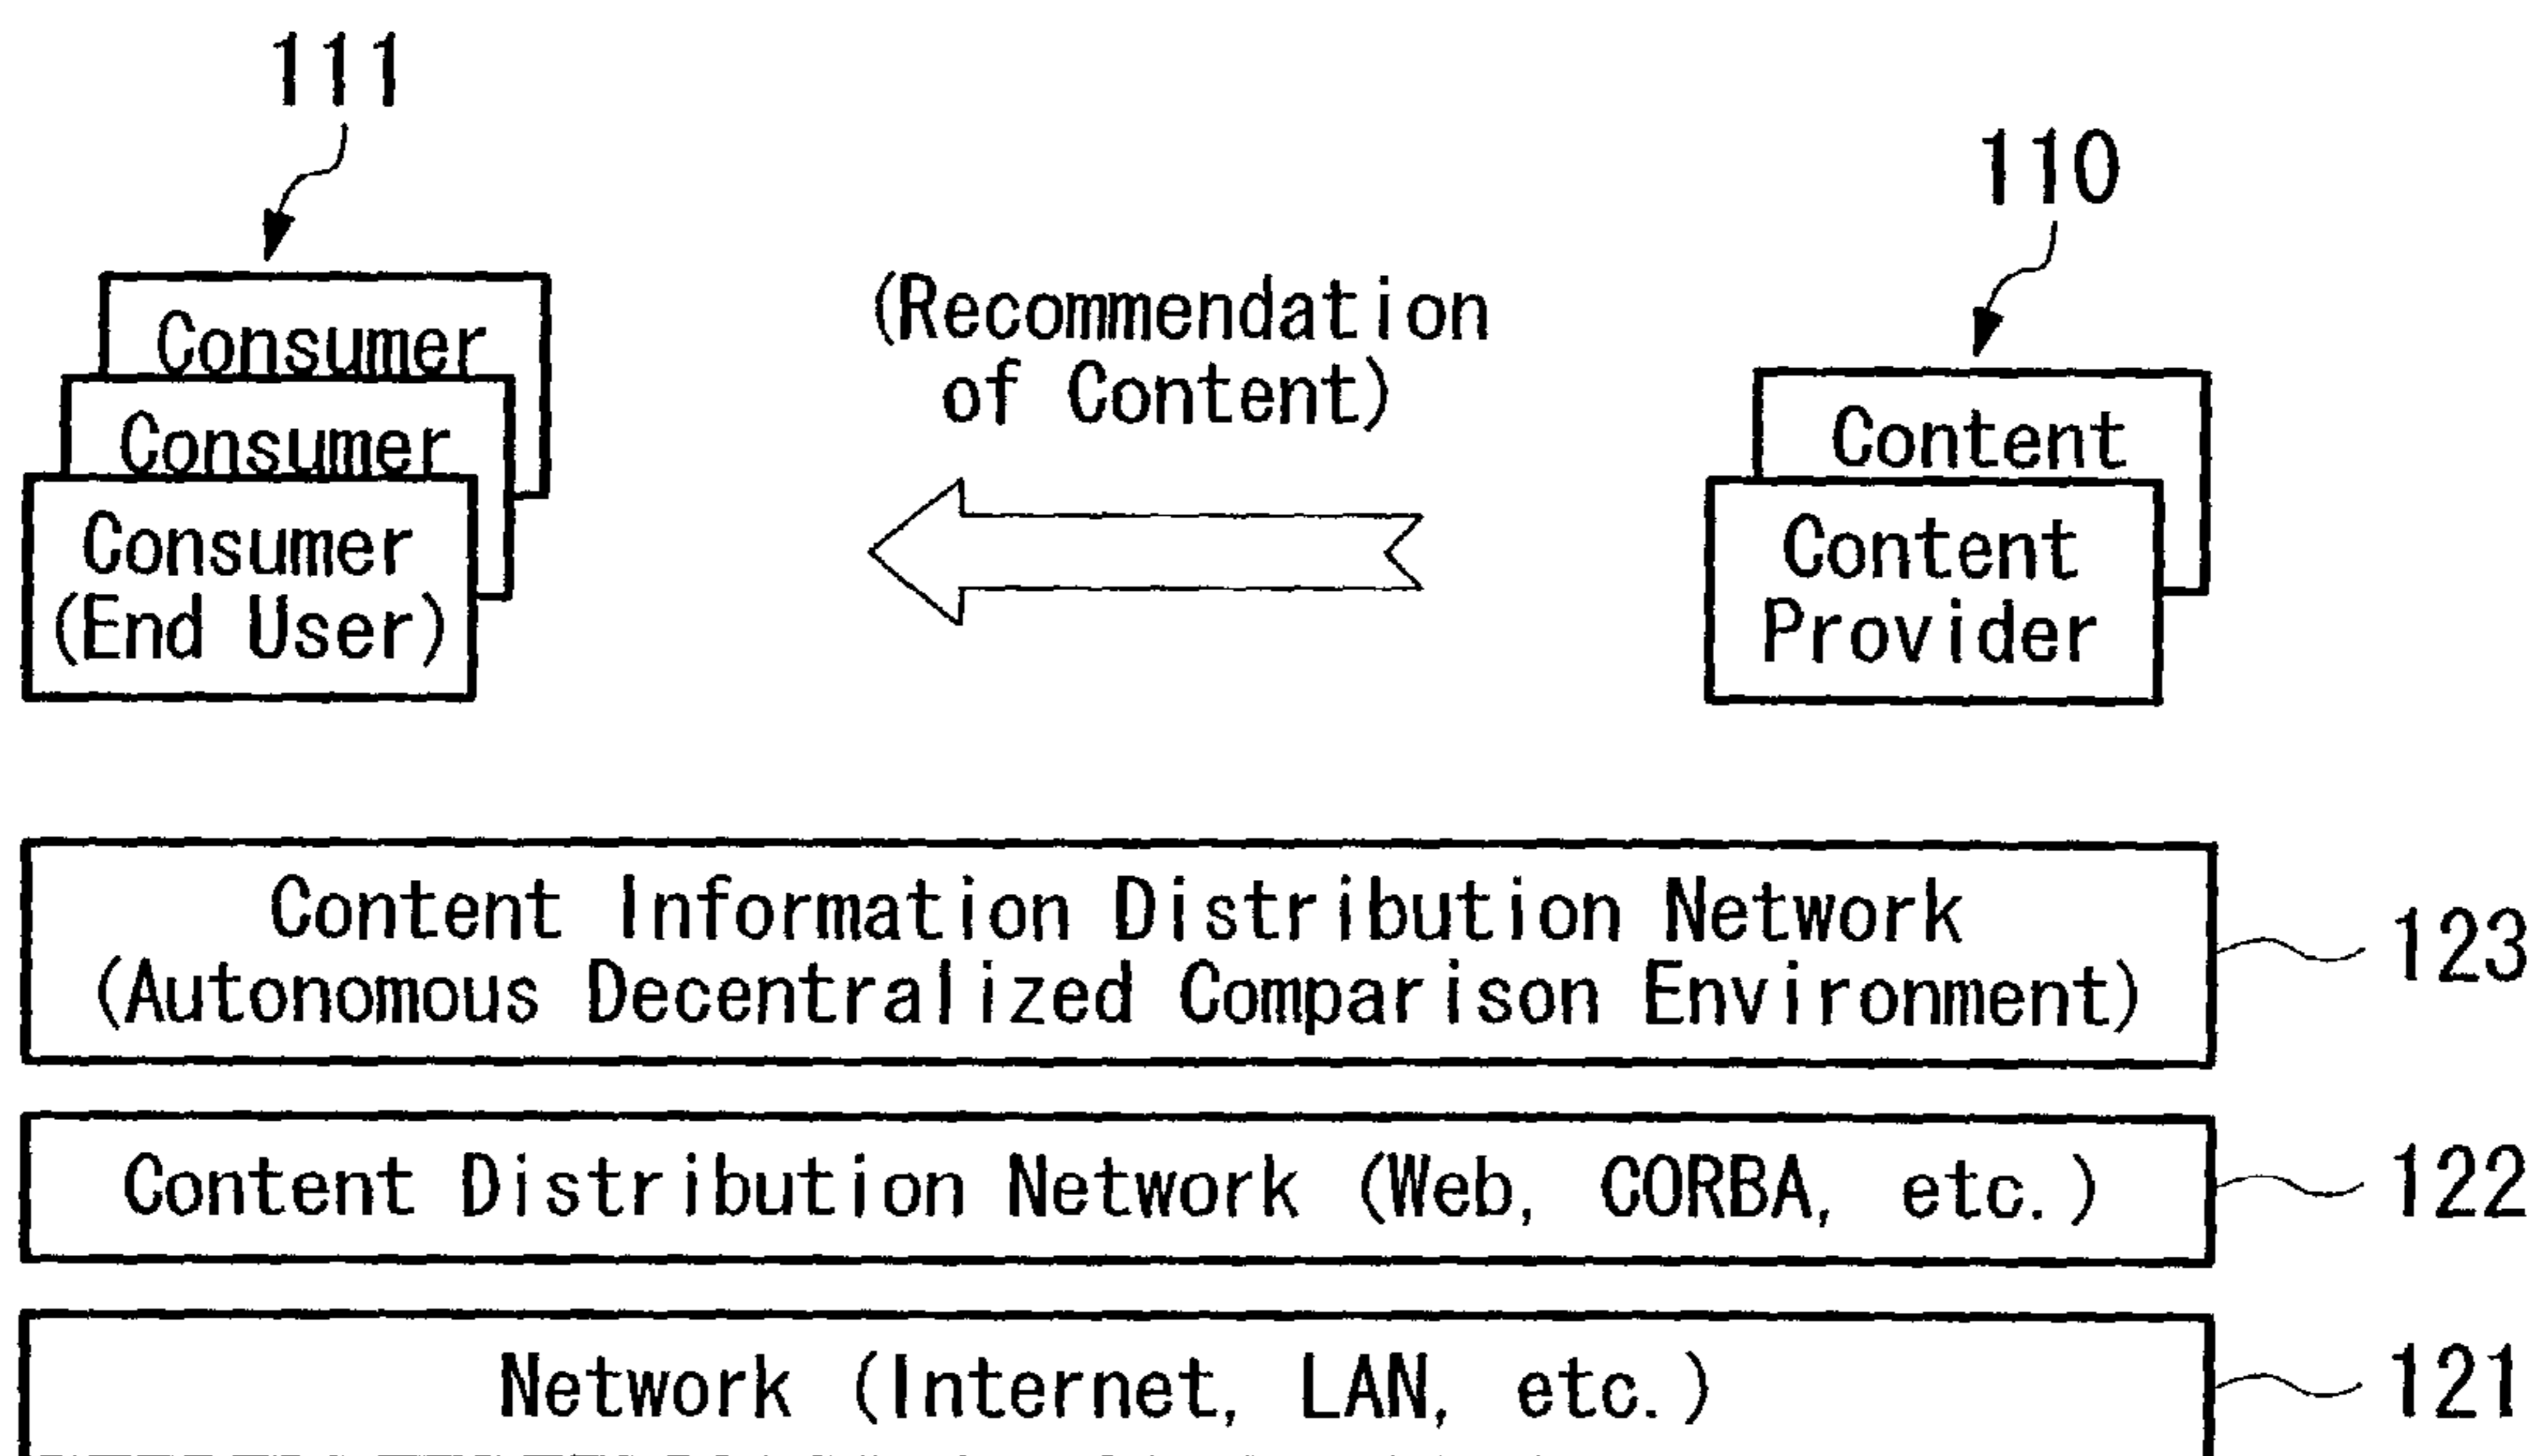 111
110
Consumer
Consumer
Consumer
(End User)
(Recommendation
of Content)
Content
Content
Provider
Content Information Distribution Network
(Autonomous Decentralized Comparison Environment)
123
Content Distribution Network (Web, CORBA, etc.)
122
Network (Internet, LAN, etc.)
121